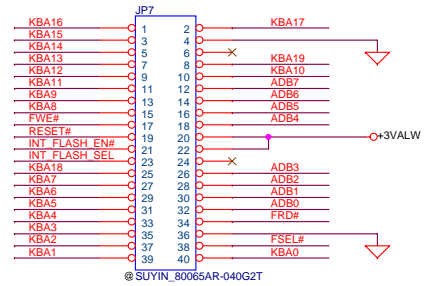 JP7
KBA16 1 2 KBA17
KBA15 3 4
KBA14 5 6
KBA13 7 8 KBA19
KBA12 9 10 KBA10
KBA11 11 12 ADB7
KBA9 13 14 ADB6
KBA8 15 16 ADB5
FWE# 17 18 ADB4
RESET# 19 20 +3VALW
INT_FLASH_EN# 21 22
INT_FLASH_SEL 23 24
KBA18 25 26 ADB3
KBA7 27 28 ADB2
KBA6 29 30 ADB1
KBA5 31 32 ADB0
KBA4 33 34 FRD#
KBA3 35 36
KBA2 37 38 FSEL#
KBA1 39 40 KBA0
@SUYIN_80065AR-040G2T